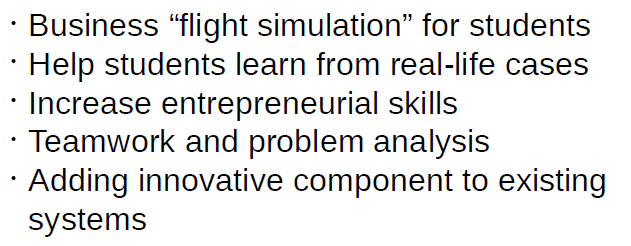 · Business “flight simulation” for students
· Help students learn from real-life cases
· Increase entrepreneurial skills
· Teamwork and problem analysis
· Adding innovative component to existing
systems